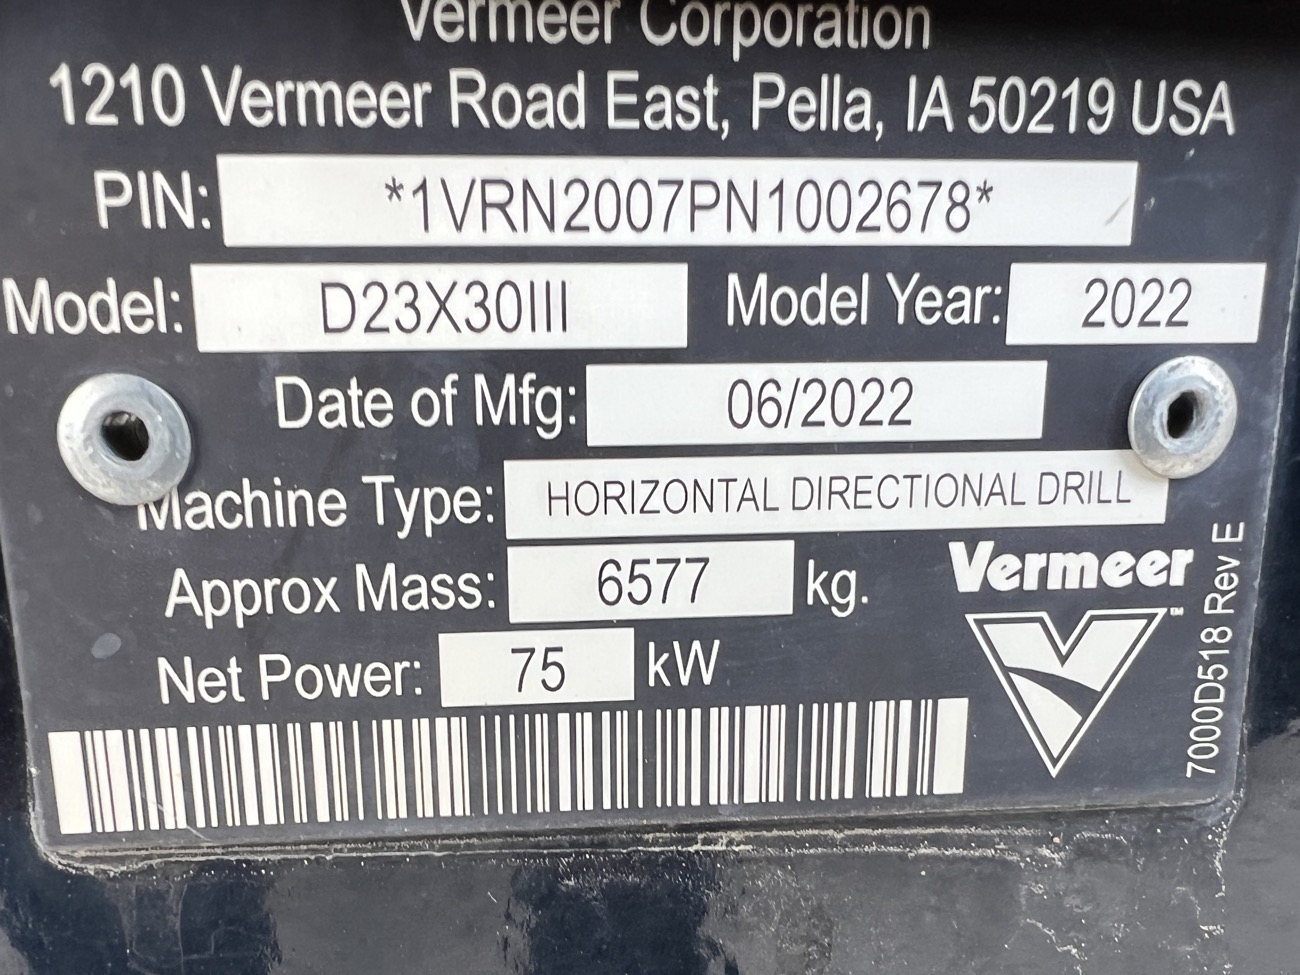 Vermeer Corporation
1210 Vermeer Road East, Pella, IA 50219 USA
PIN: *1VRN2007PN1002678*
Model: D23X30III Model Year: 2022
Date of Mfg: 06/2022
Machine Type: HORIZONTAL DIRECTIONAL DRILL
Approx Mass: 6577 kg.
Net Power: 75 kW
Vermeer
™
7000D518 Rev E